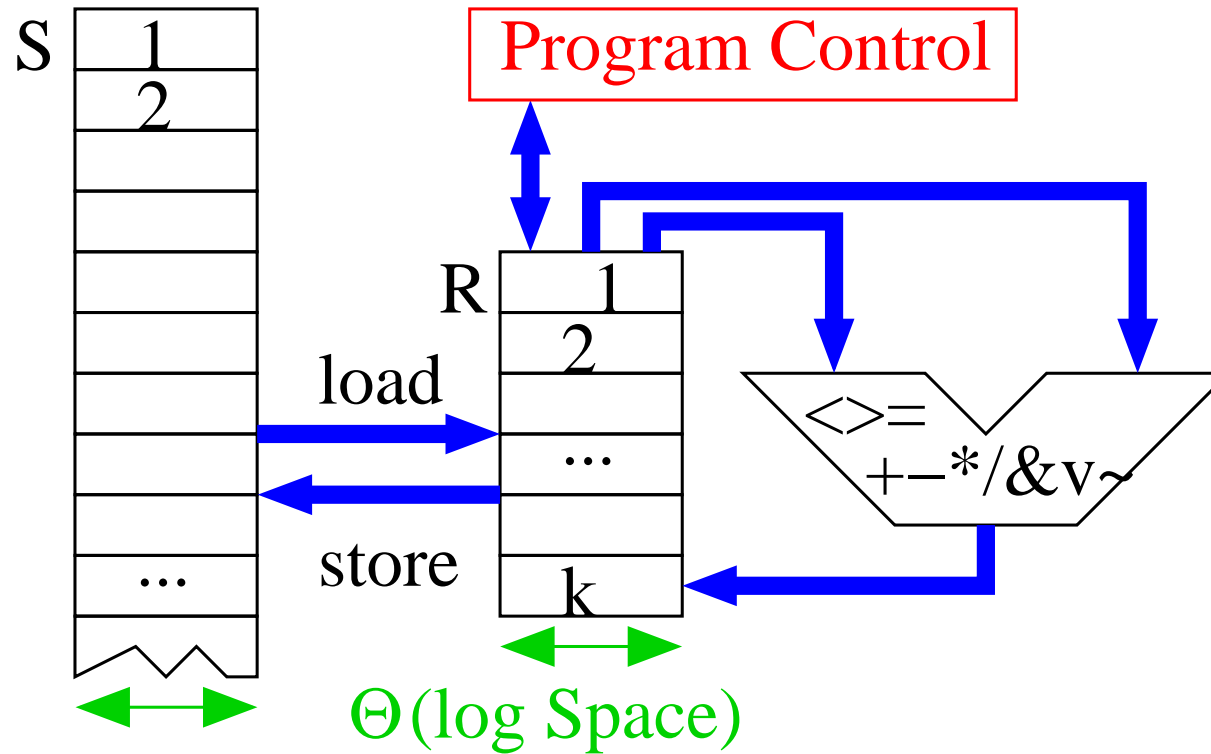 S
1
2
...
Program Control
R
1
2
...
k
load
store
<>=
+−*/&v~
Θ(log Space)